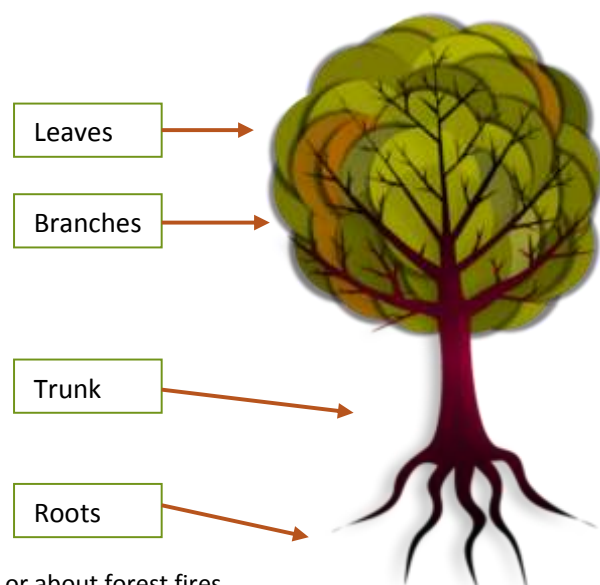 Leaves
Branches
Trunk
Roots
or about forest fires